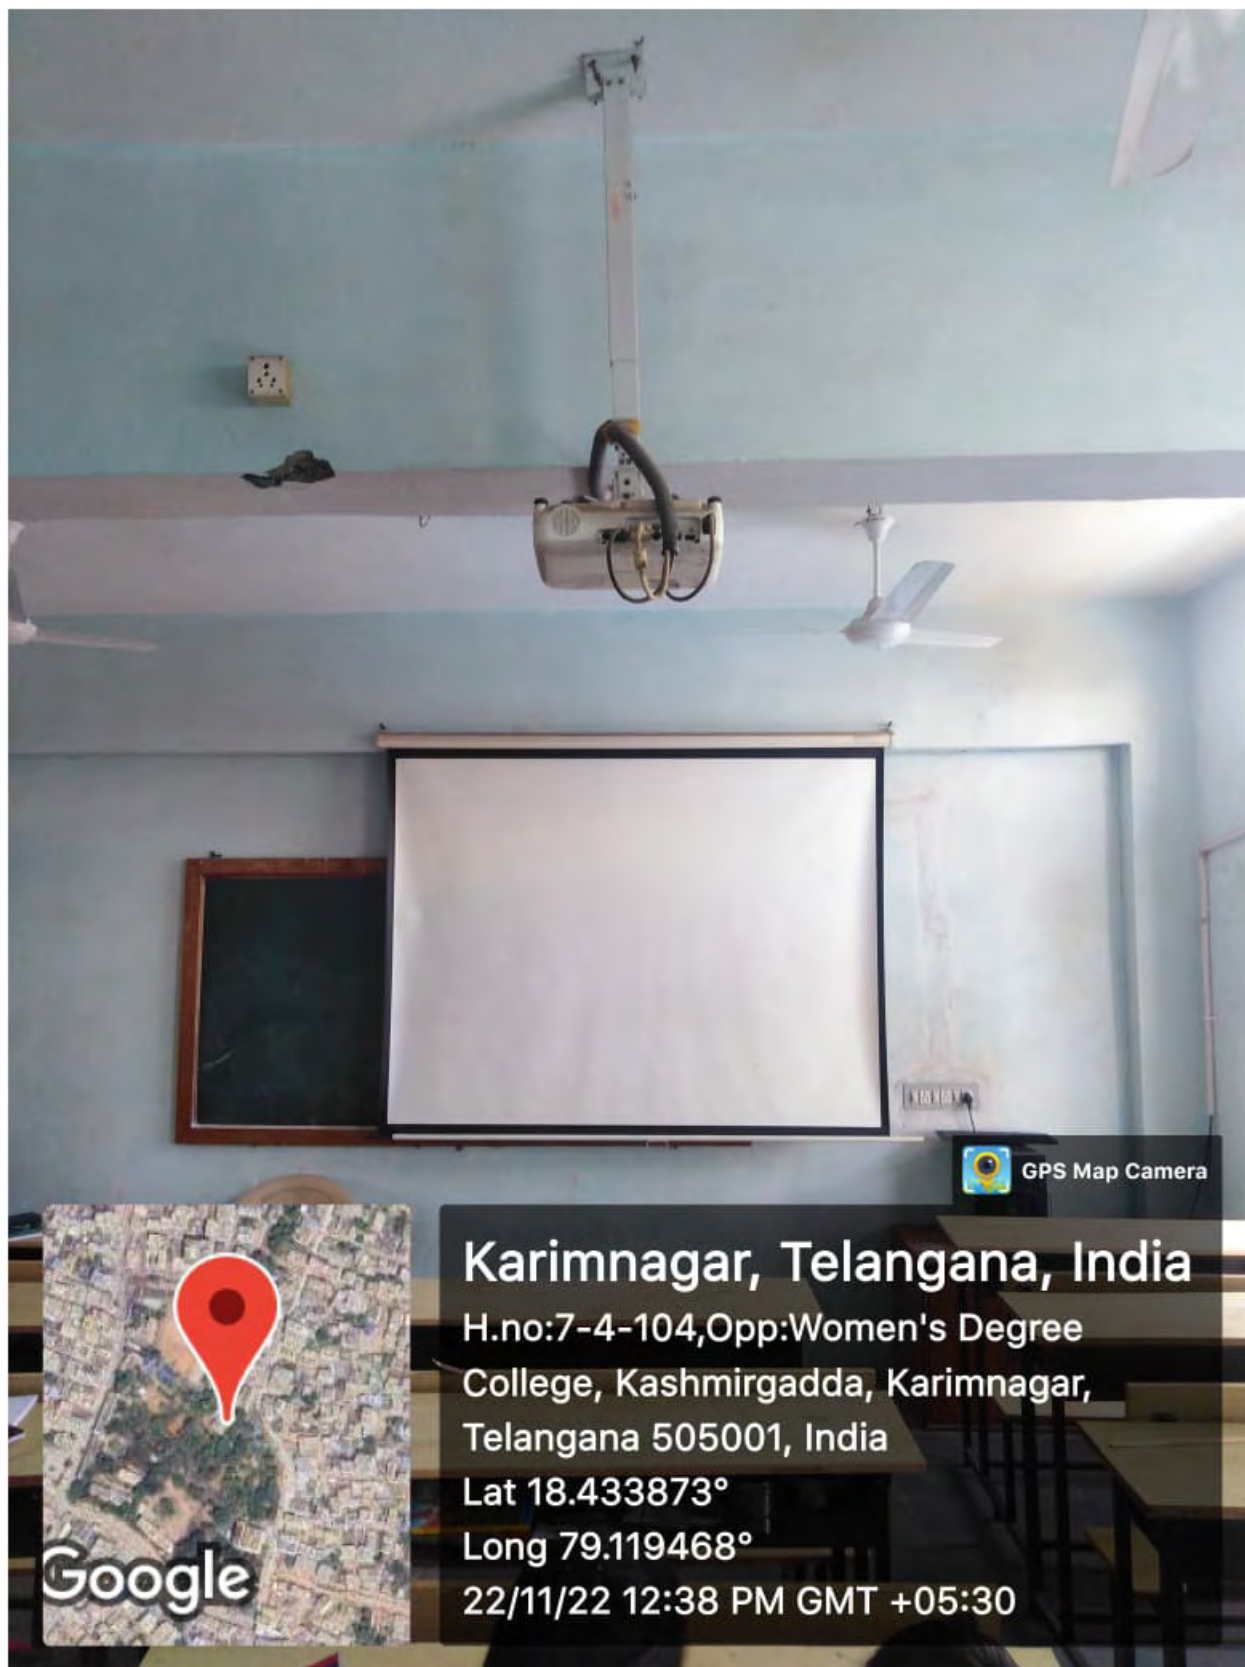 GPS Map Camera
Karimnagar, Telangana, India
H.no:7-4-104,Opp:Women's Degree
College, Kashmirgadda, Karimnagar,
Telangana 505001, India
Lat 18.433873°
Long 79.119468°
22/11/22 12:38 PM GMT +05:30
Google